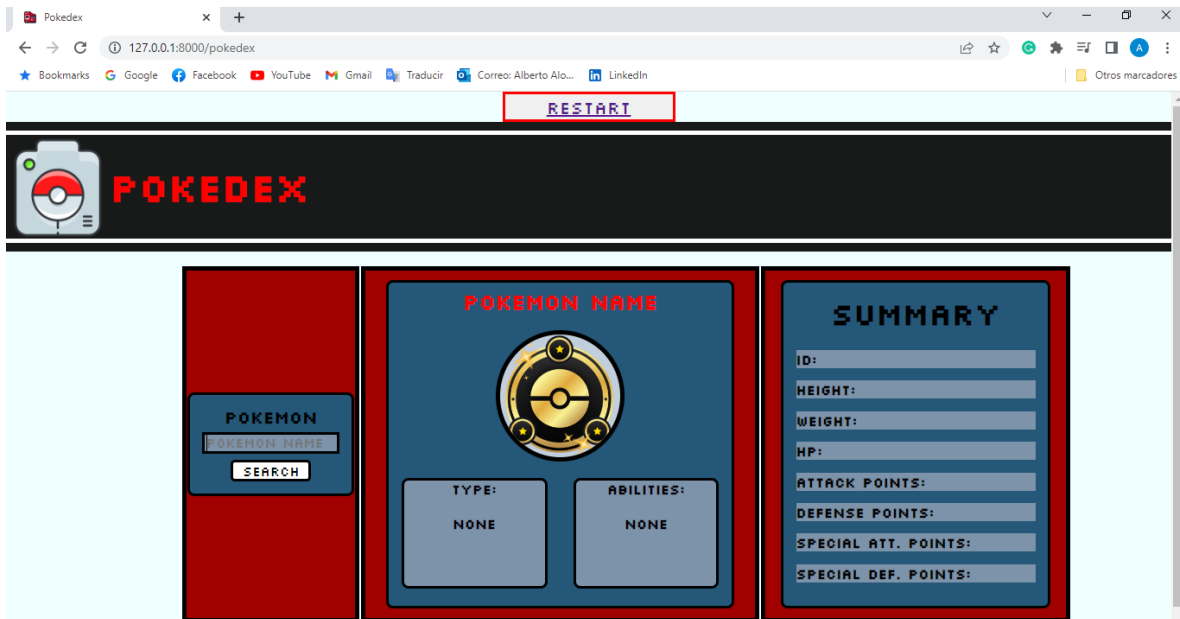 Pokedex
127.0.0.1:8000/pokedex
A
Bookmarks Google Facebook YouTube Gmail Traducir Correo: Alberto Alo... LinkedIn Otros marcadores
RESTART
POKEDEX
POKEMON
POKEMON NAME
SEARCH
POKEMON NAME
TYPE:
NONE
ABILITIES:
NONE
SUMMARY
ID:
HEIGHT:
WEIGHT:
HP:
ATTACK POINTS:
DEFENSE POINTS:
SPECIAL ATT. POINTS:
SPECIAL DEF. POINTS: